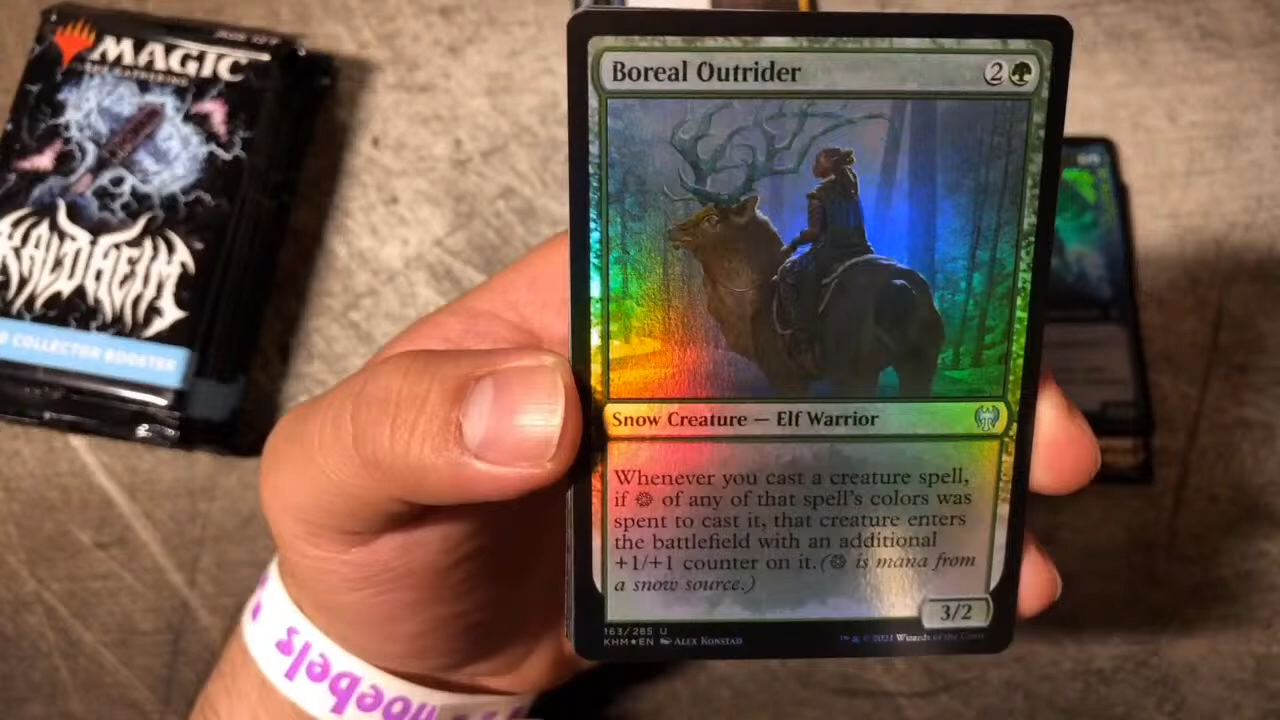 MAGIC
THE GATHERING
KALDHEIM
COLLECTOR BOOSTER
Boreal Outrider
2
Snow Creature — Elf Warrior
Whenever you cast a creature spell,
if of any of that spell's colors was
spent to cast it, that creature enters
the battlefield with an additional
+1/+1 counter on it. ( is mana from
a snow source.)
3/2
163/285 U
KHM★EN ALEX KONSTAD
™ & © 2021 Wizards of the Coast